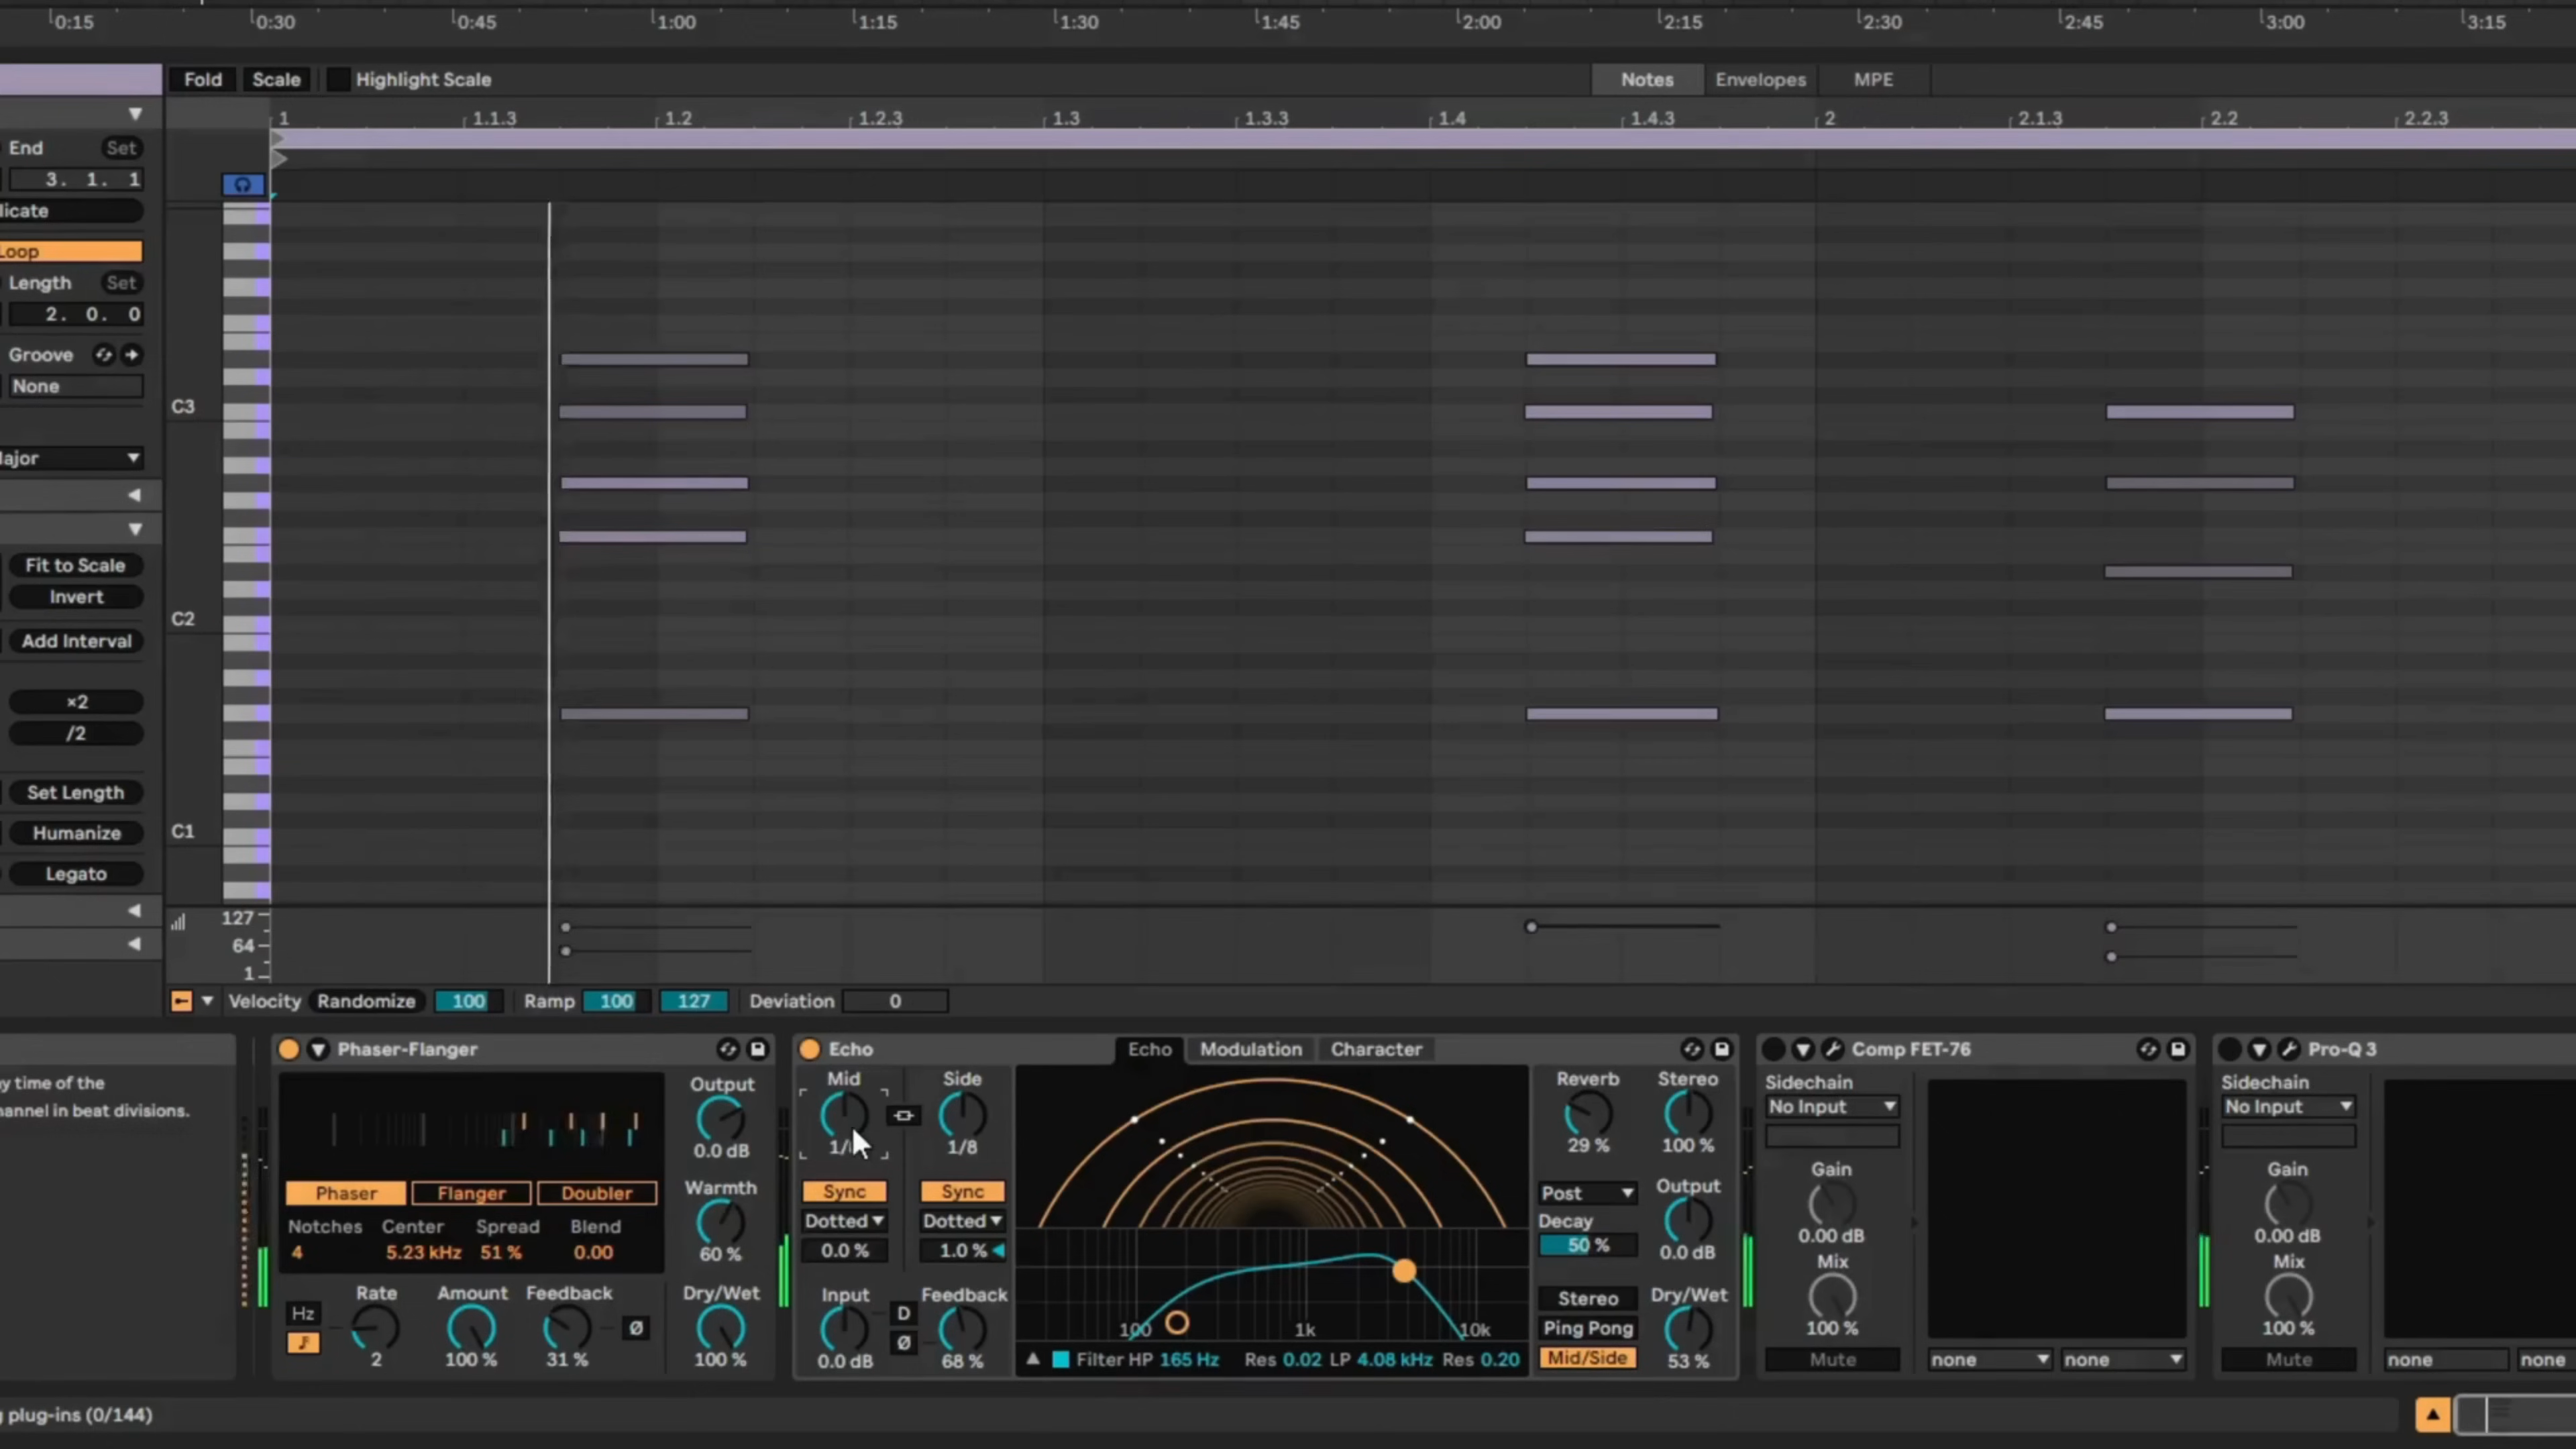 0:15 0:30 0:45 1:00 1:15 1:30 1:45 2:00 2:15 2:30 2:45 3:00 3:15
Fold Scale Highlight Scale Notes Envelopes MPE
1 1.1.3 1.2 1.2.3 1.3 1.3.3 1.4 1.4.3 2 2.1.3 2.2 2.2.3
End Set
3. 1. 1
licate
Loop
Length Set
2. 0. 0
Groove
None
C3
lajor
Fit to Scale
Invert
C2
Add Interval
×2
/2
Set Length
C1
Humanize
Legato
127
64
1
Velocity Randomize 100 Ramp 100 127 Deviation 0
y time of the
annel in beat divisions.
Phaser-Flanger
Output
0.0 dB
Phaser Flanger Doubler
Warmth
60 %
Notches Center Spread Blend
4 5.23 kHz 51 % 0.00
Rate Amount Feedback Dry/Wet
Hz
2 100 % 31 % Ø 100 %
Echo Echo Modulation Character
Mid Side
1/8
Sync Sync
Dotted Dotted
0.0 % 1.0 %
Input D Feedback
Ø
0.0 dB 68 %
100 1k 10k
Filter HP 165 Hz Res 0.02 LP 4.08 kHz Res 0.20
Reverb Stereo
29 % 100 %
Post Output
Decay
50 % 0.0 dB
Stereo Dry/Wet
Ping Pong
Mid/Side 53 %
Comp FET-76
Sidechain
No Input
Gain
0.00 dB
Mix
100 %
Mute none none
Pro-Q 3
Sidechain
No Input
Gain
0.00 dB
Mix
100 %
Mute none none
plug-ins (0/144)